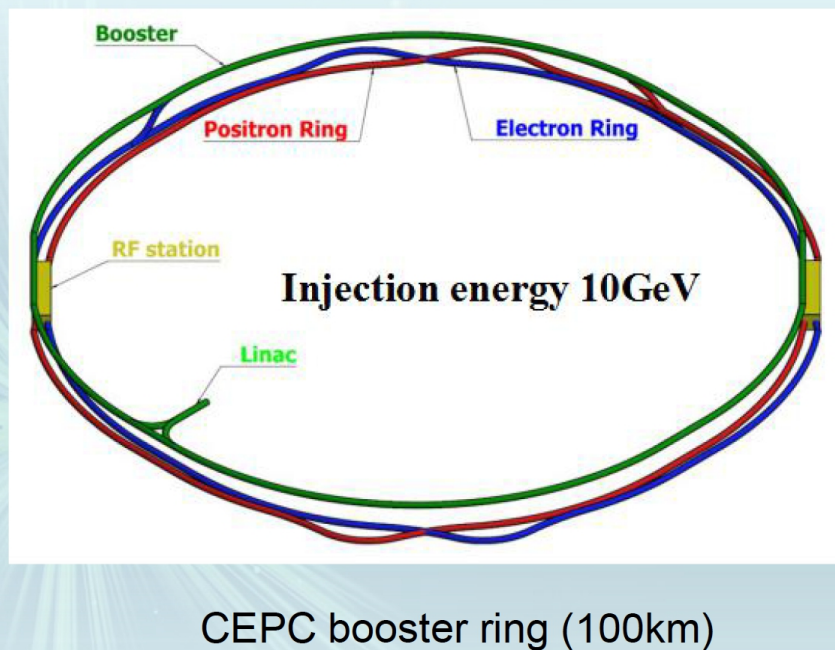 Booster
Positron Ring
Electron Ring
RF station
Injection energy 10GeV
Linac
CEPC booster ring (100km)